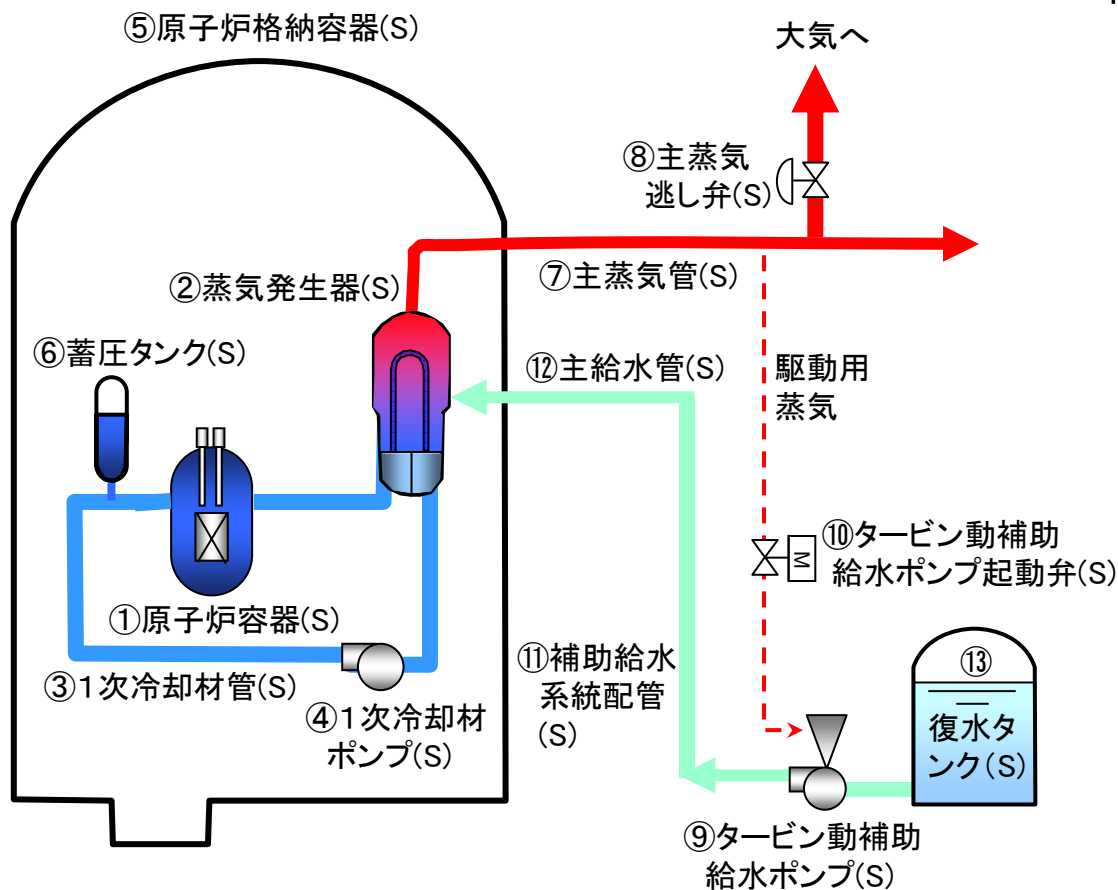 ⑤原子炉格納容器(S)
大気へ
⑧主蒸気
逃し弁(S)
②蒸気発生器(S)
⑦主蒸気管(S)
⑥蓄圧タンク(S)
⑫主給水管(S)
駆動用
蒸気
M
⑩タービン動補助
給水ポンプ起動弁(S)
①原子炉容器(S)
③1次冷却材管(S)
④1次冷却材
ポンプ(S)
⑪補助給水
系統配管
(S)
⑬
復水タ
ンク(S)
⑨タービン動補助
給水ポンプ(S)